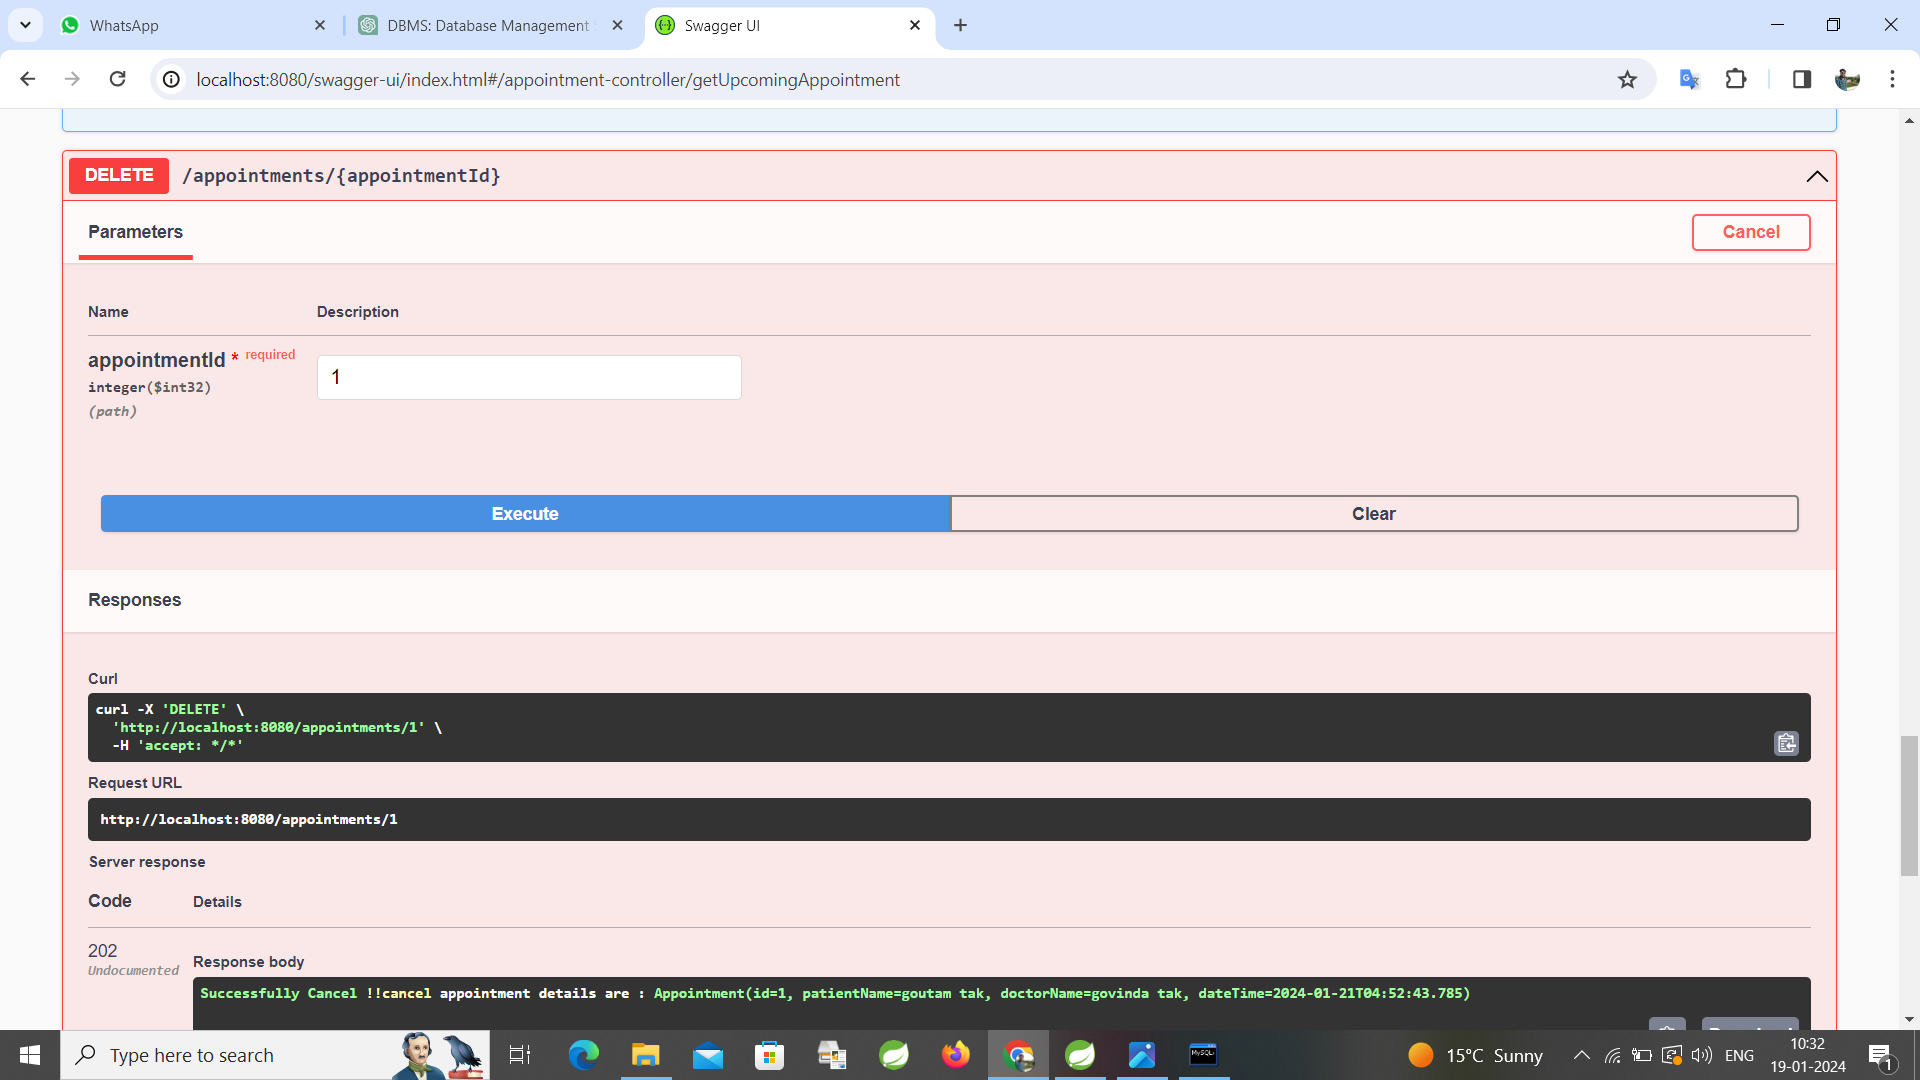 WhatsApp
DBMS: Database Management S
Swagger UI
localhost:8080/swagger-ui/index.html#/appointment-controller/getUpcomingAppointment
DELETE /appointments/{appointmentId}
Parameters
Cancel
Name Description
appointmentId * required
integer($int32)
(path)
1
Execute Clear
Responses
Curl
curl -X 'DELETE' \
'http://localhost:8080/appointments/1' \
-H 'accept: */*'
Request URL
http://localhost:8080/appointments/1
Server response
Code Details
202
Undocumented
Response body
Successfully Cancel !!cancel appointment details are : Appointment(id=1, patientName=goutam tak, doctorName=govinda tak, dateTime=2024-01-21T04:52:43.785)
Type here to search
15°C Sunny
ENG
10:32
19-01-2024
1